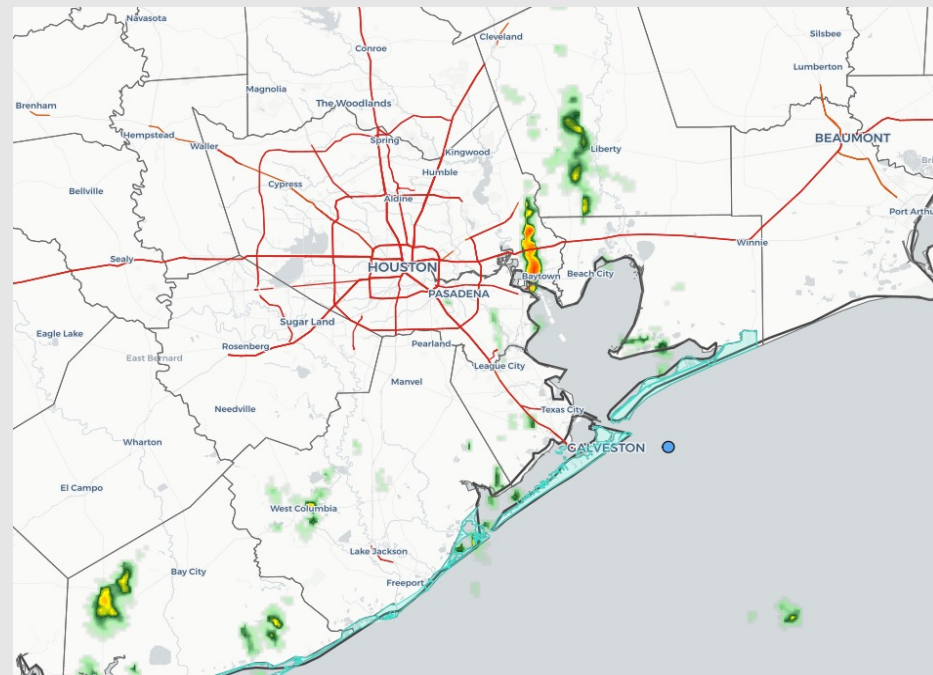 Navasota
Silsbee
Cleveland
Conroe
Lumberton
Magnolia
The Woodlands
Brenham
Hempstead
Waller
Spring
BEAUMONT
Kingwood
Liberty
Humble
Cypress
Bellville
Aldine
Port Arthu
Winnie
Sealy
HOUSTON
Baytown
Beach City
PASADENA
Sugar Land
Eagle Lake
Rosenberg
Pearland
East Bernard
League City
Manvel
Needville
Texas City
Wharton
GALVESTON
El Campo
West Columbia
Lake Jackson
Bay City
Freeport